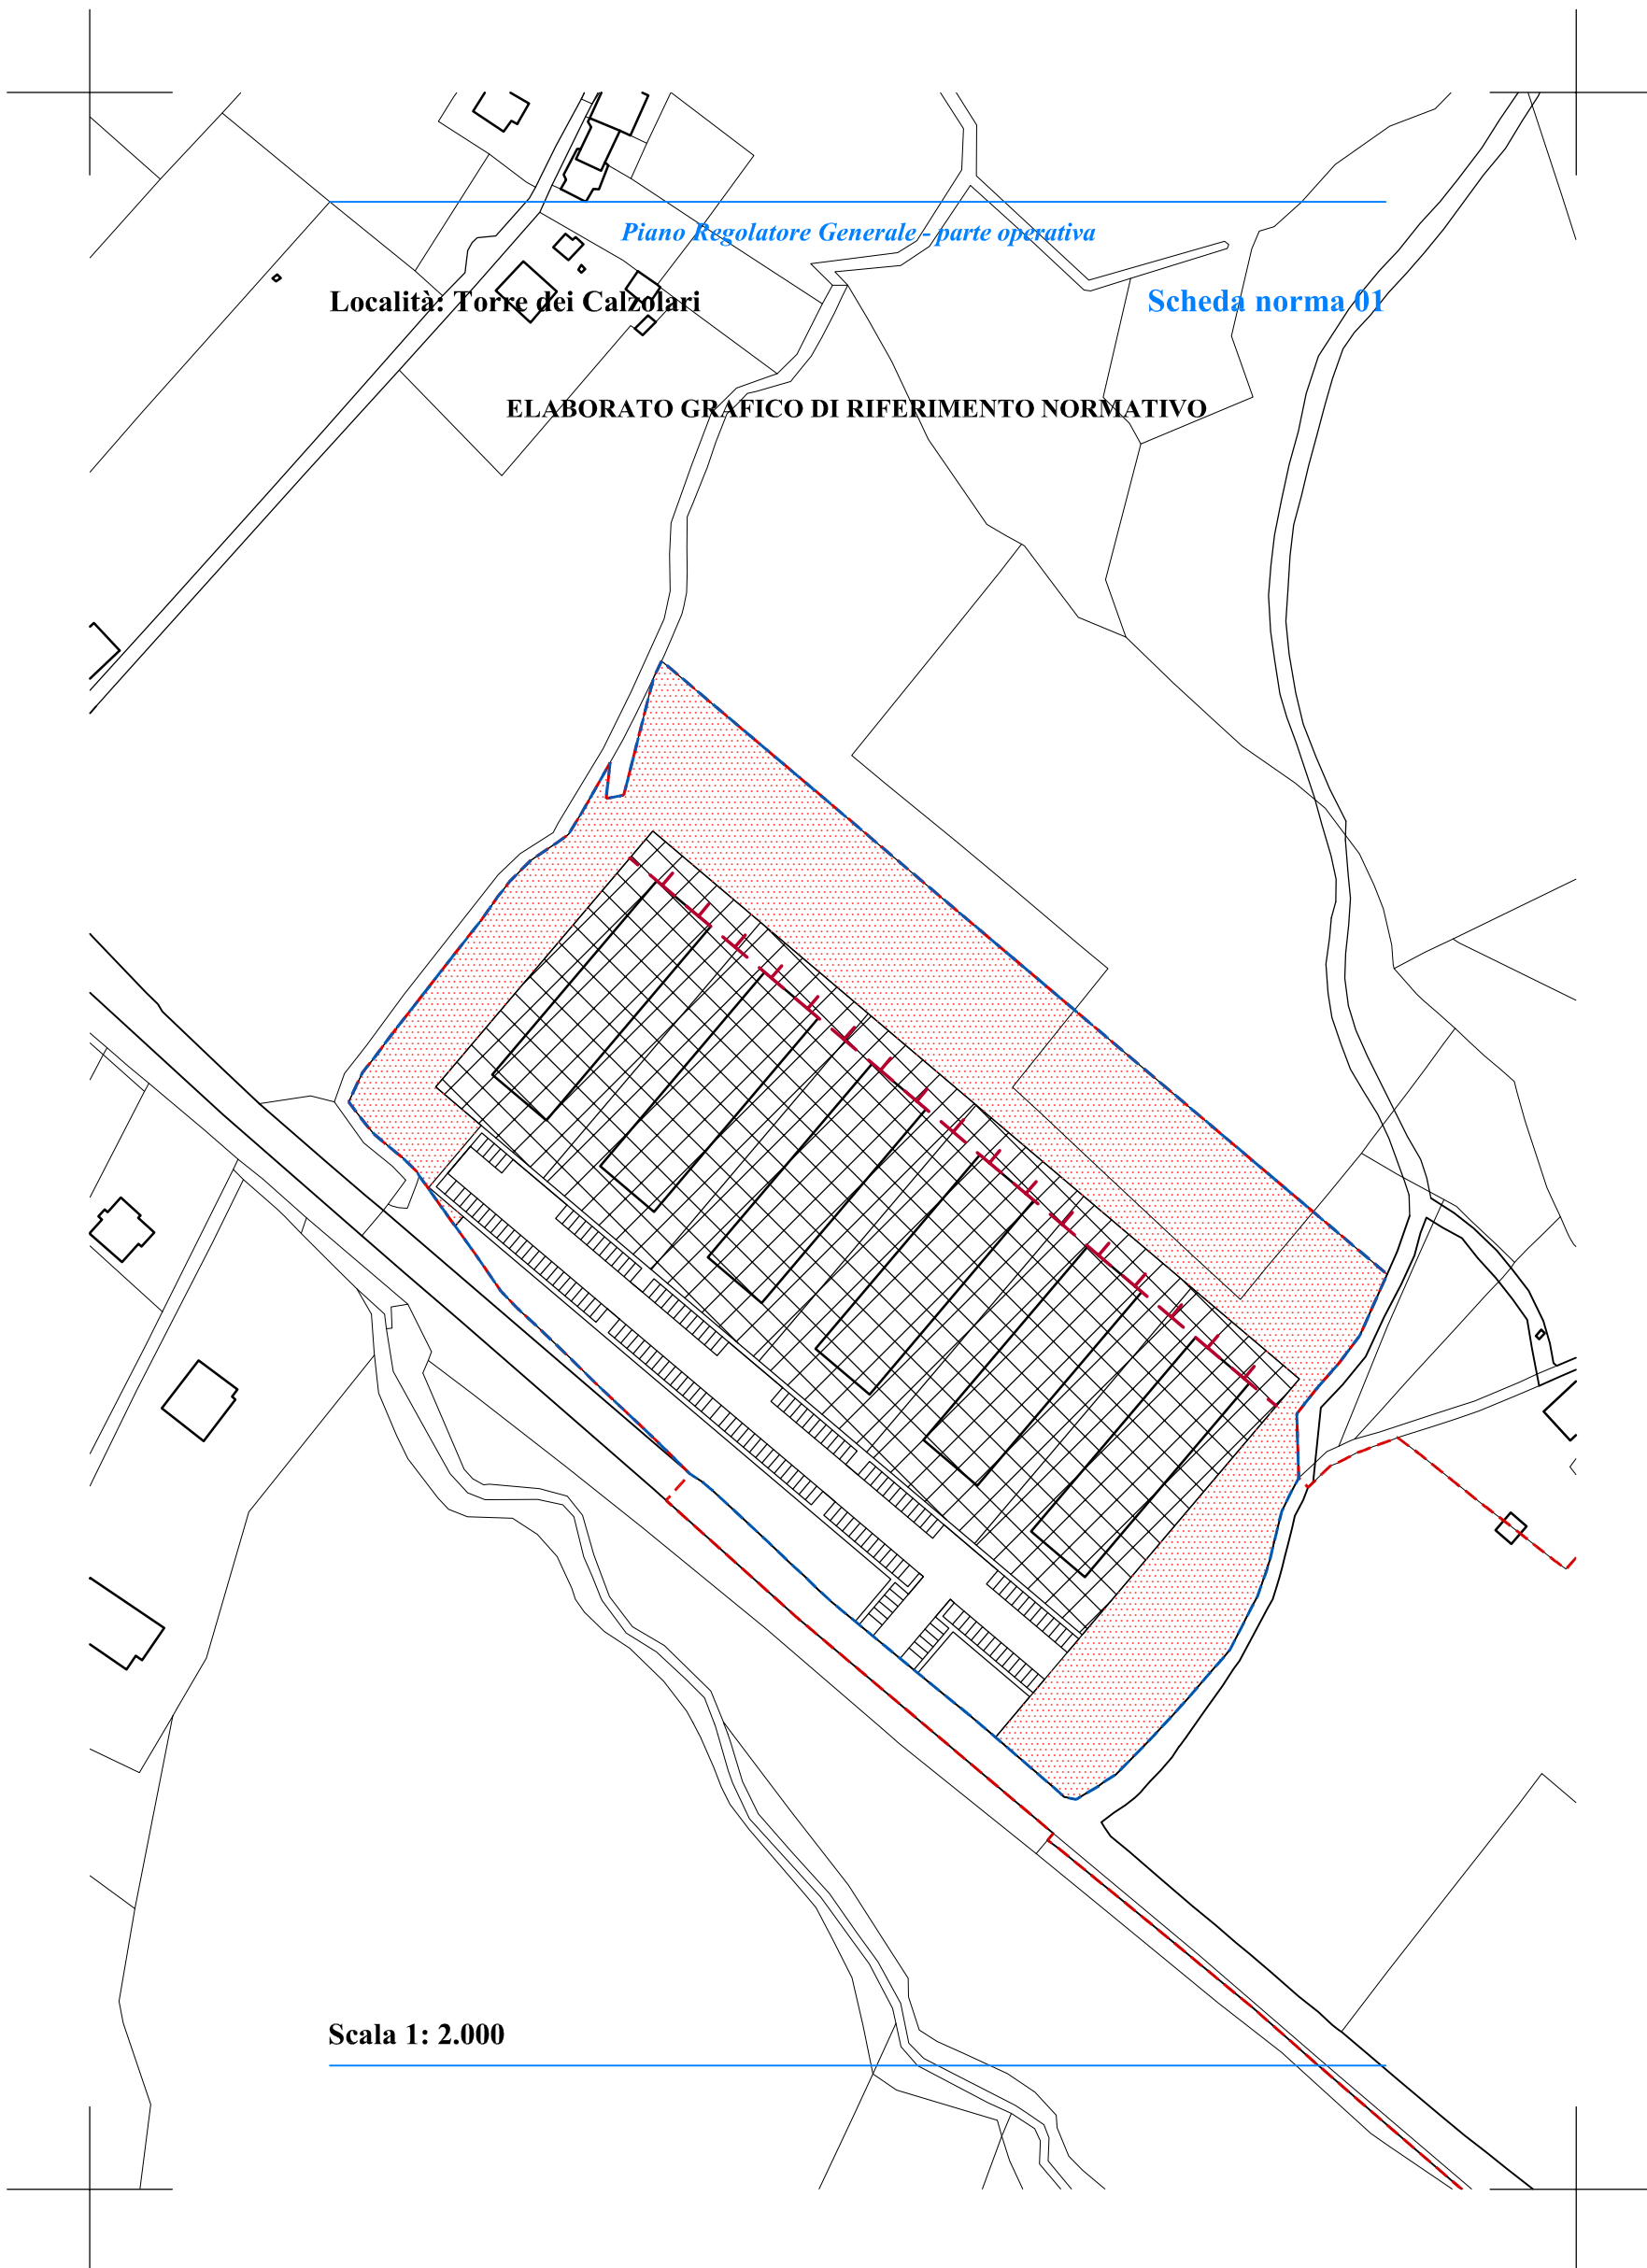 Piano Regolatore Generale - parte operativa
Località: Torre dei Calzolari
Scheda norma 01
ELABORATO GRAFICO DI RIFERIMENTO NORMATIVO
Scala 1: 2.000